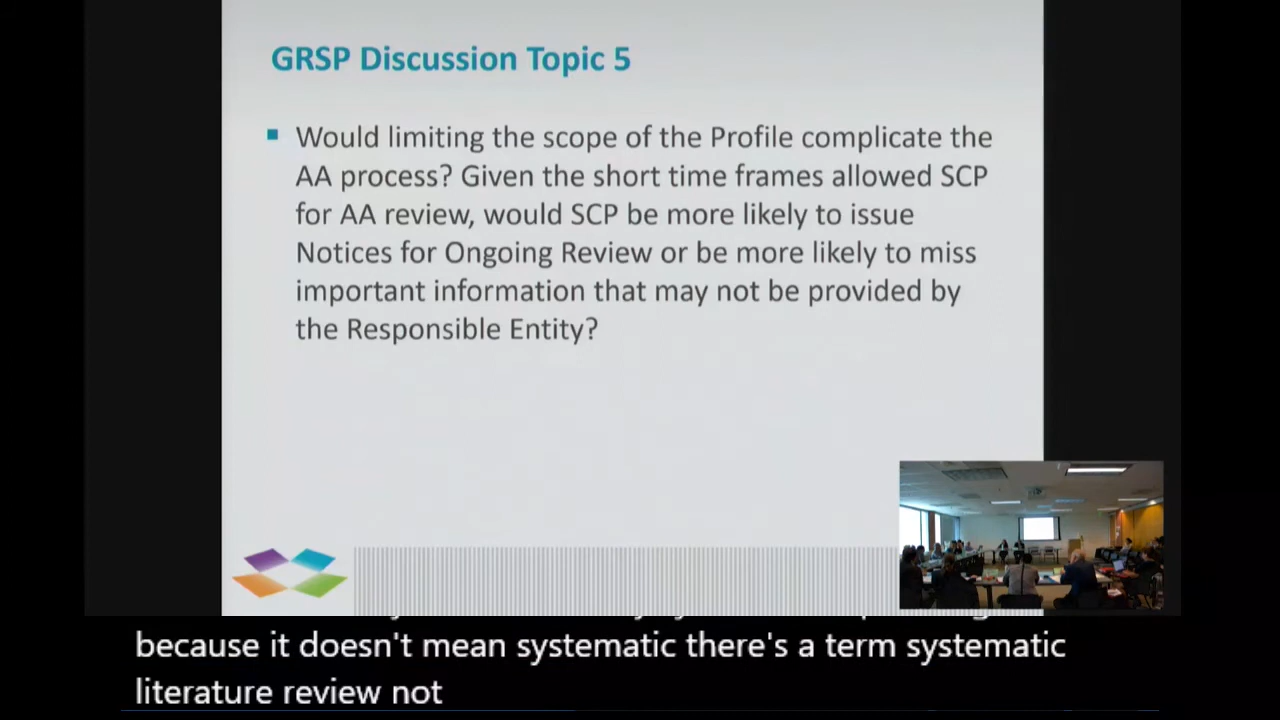 GRSP Discussion Topic 5
Would limiting the scope of the Profile complicate the
AA process? Given the short time frames allowed SCP
for AA review, would SCP be more likely to issue
Notices for Ongoing Review or be more likely to miss
important information that may not be provided by
the Responsible Entity?
because it doesn't mean systematic there's a term systematic
literature review not